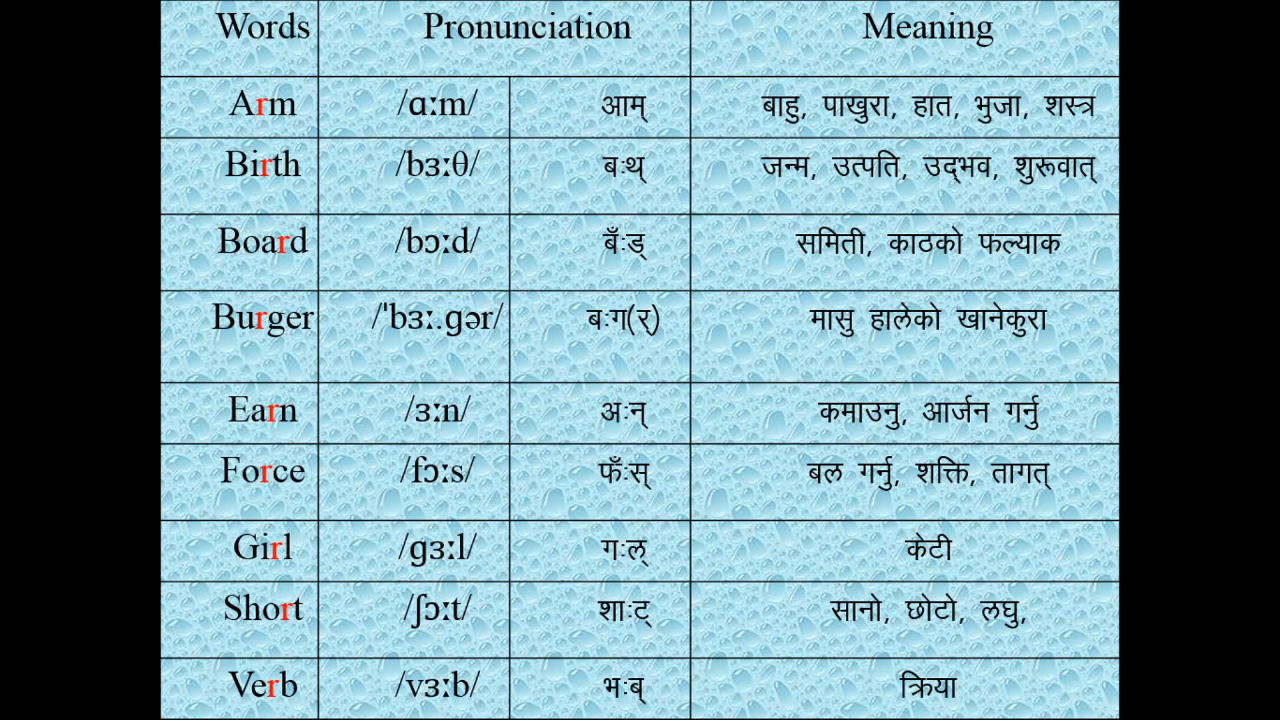 Words Pronunciation Meaning
Arm /ɑːm/ आम् बाहु, पाखुरा, हात, भुजा, शस्त्र
Birth /bɜːθ/ बःथ् जन्म, उत्पति, उद्‌भव, शुरूवात्
Board /bɔːd/ बँःड् समिती, काठको फल्याक
Burger /ˈbɜː.ɡər/ बःग(र्) मासु हालेको खानेकुरा
Earn /ɜːn/ अःन् कमाउनु, आर्जन गर्नु
Force /fɔːs/ फँःस् बल गर्नु, शक्ति, तागत्
Girl /ɡɜːl/ गःल् केटी
Short /ʃɔːt/ शाःट् सानो, छोटो, लघु,
Verb /vɜːb/ भःब् क्रिया